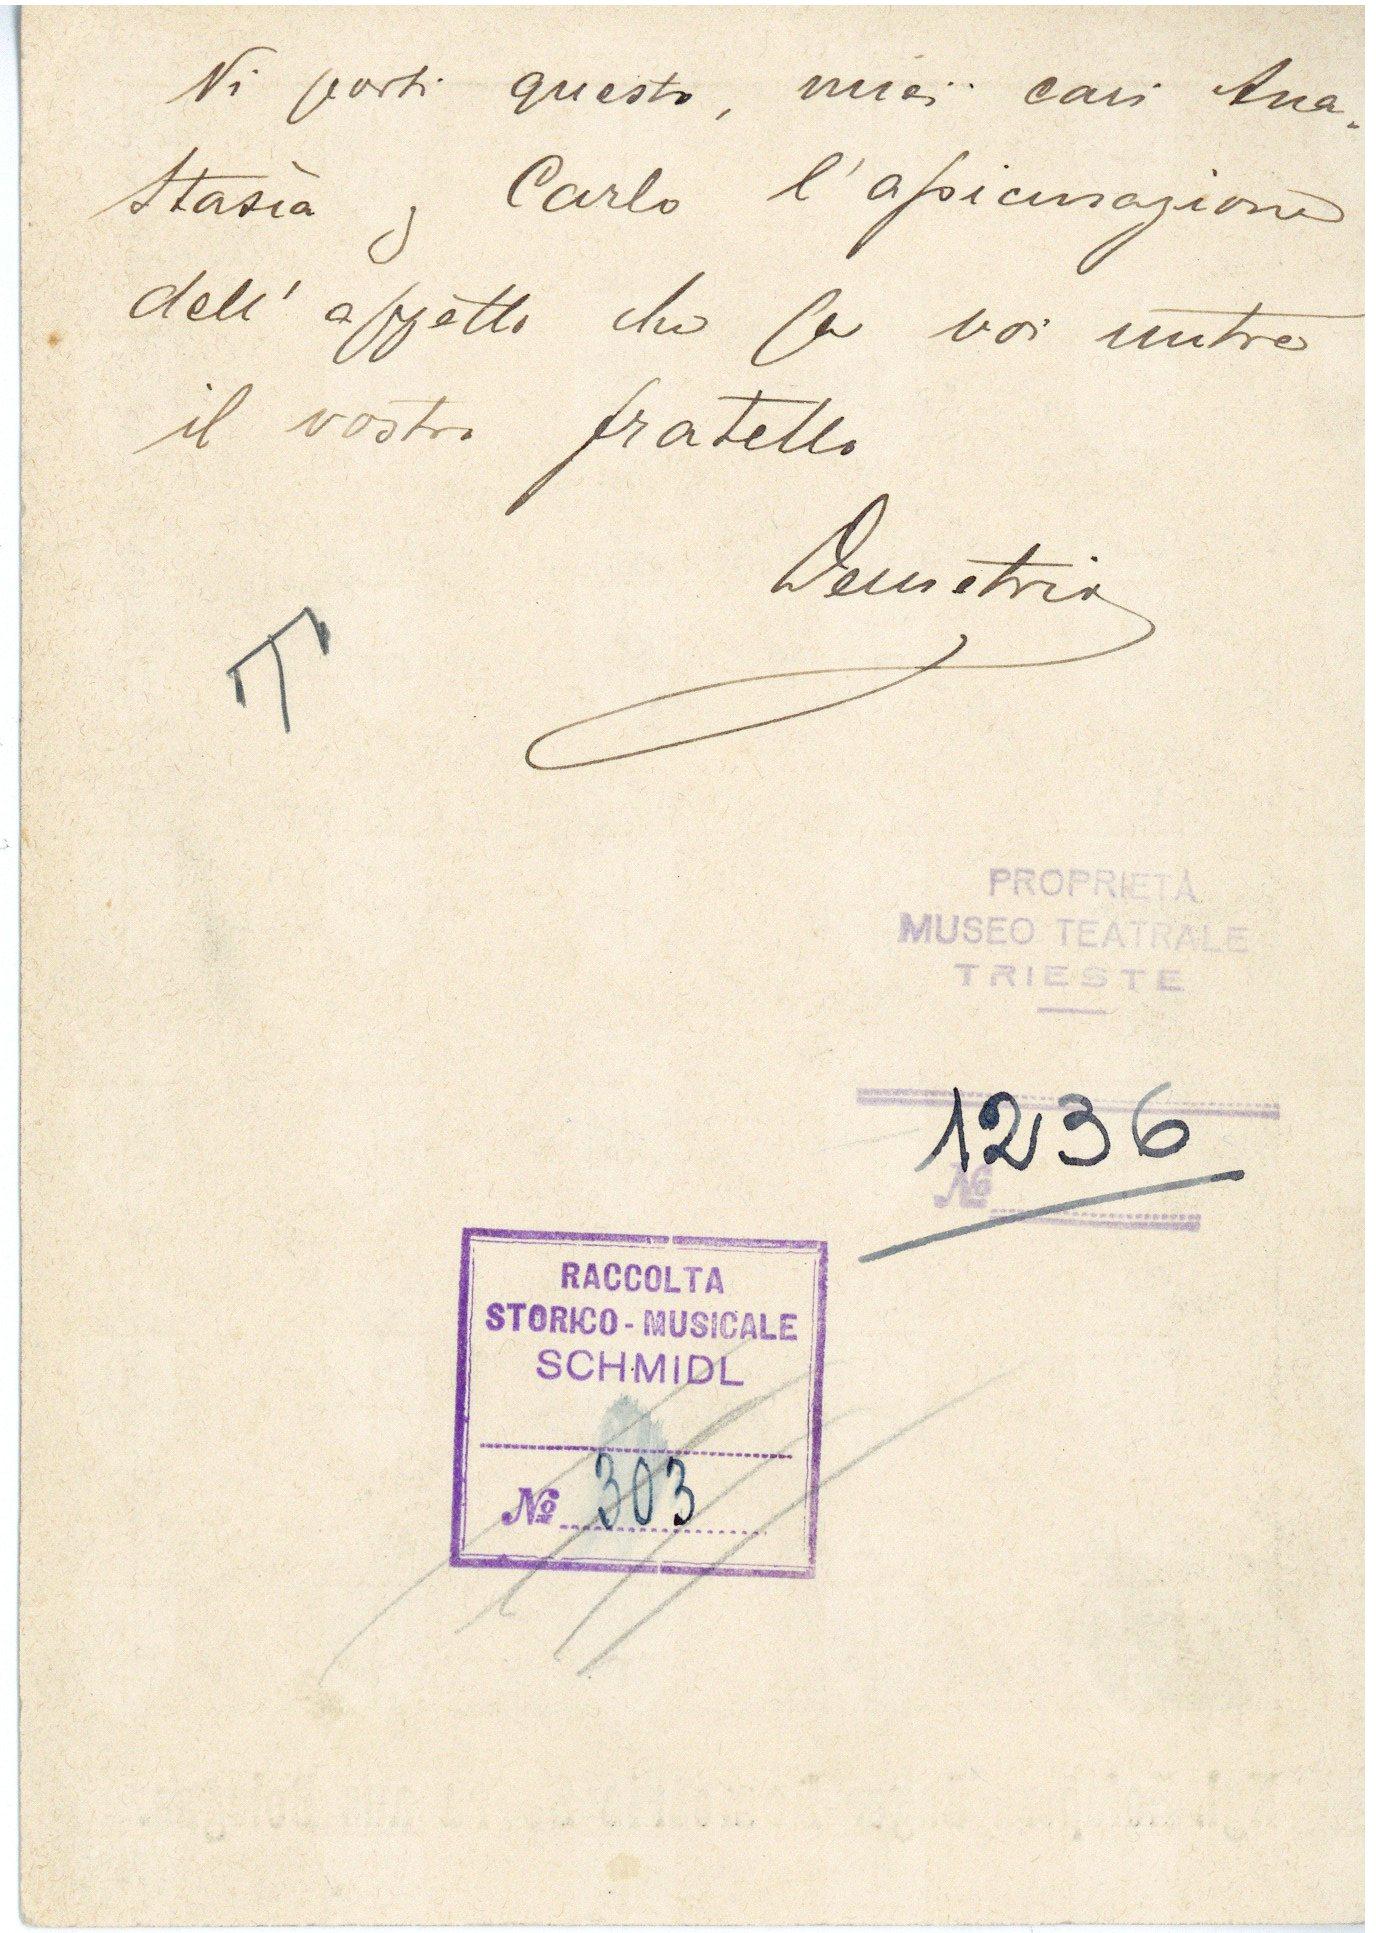 Vi porti questo, miei cari Ana-
stasia e Carlo l'assicurazione
dell'affetto che per voi nutre
il vostro fratello
Demetrio
PROPRIETÀ
MUSEO TEATRALE
TRIESTE
1236
No
RACCOLTA
STORICO-MUSICALE
SCHMIDL
No 303